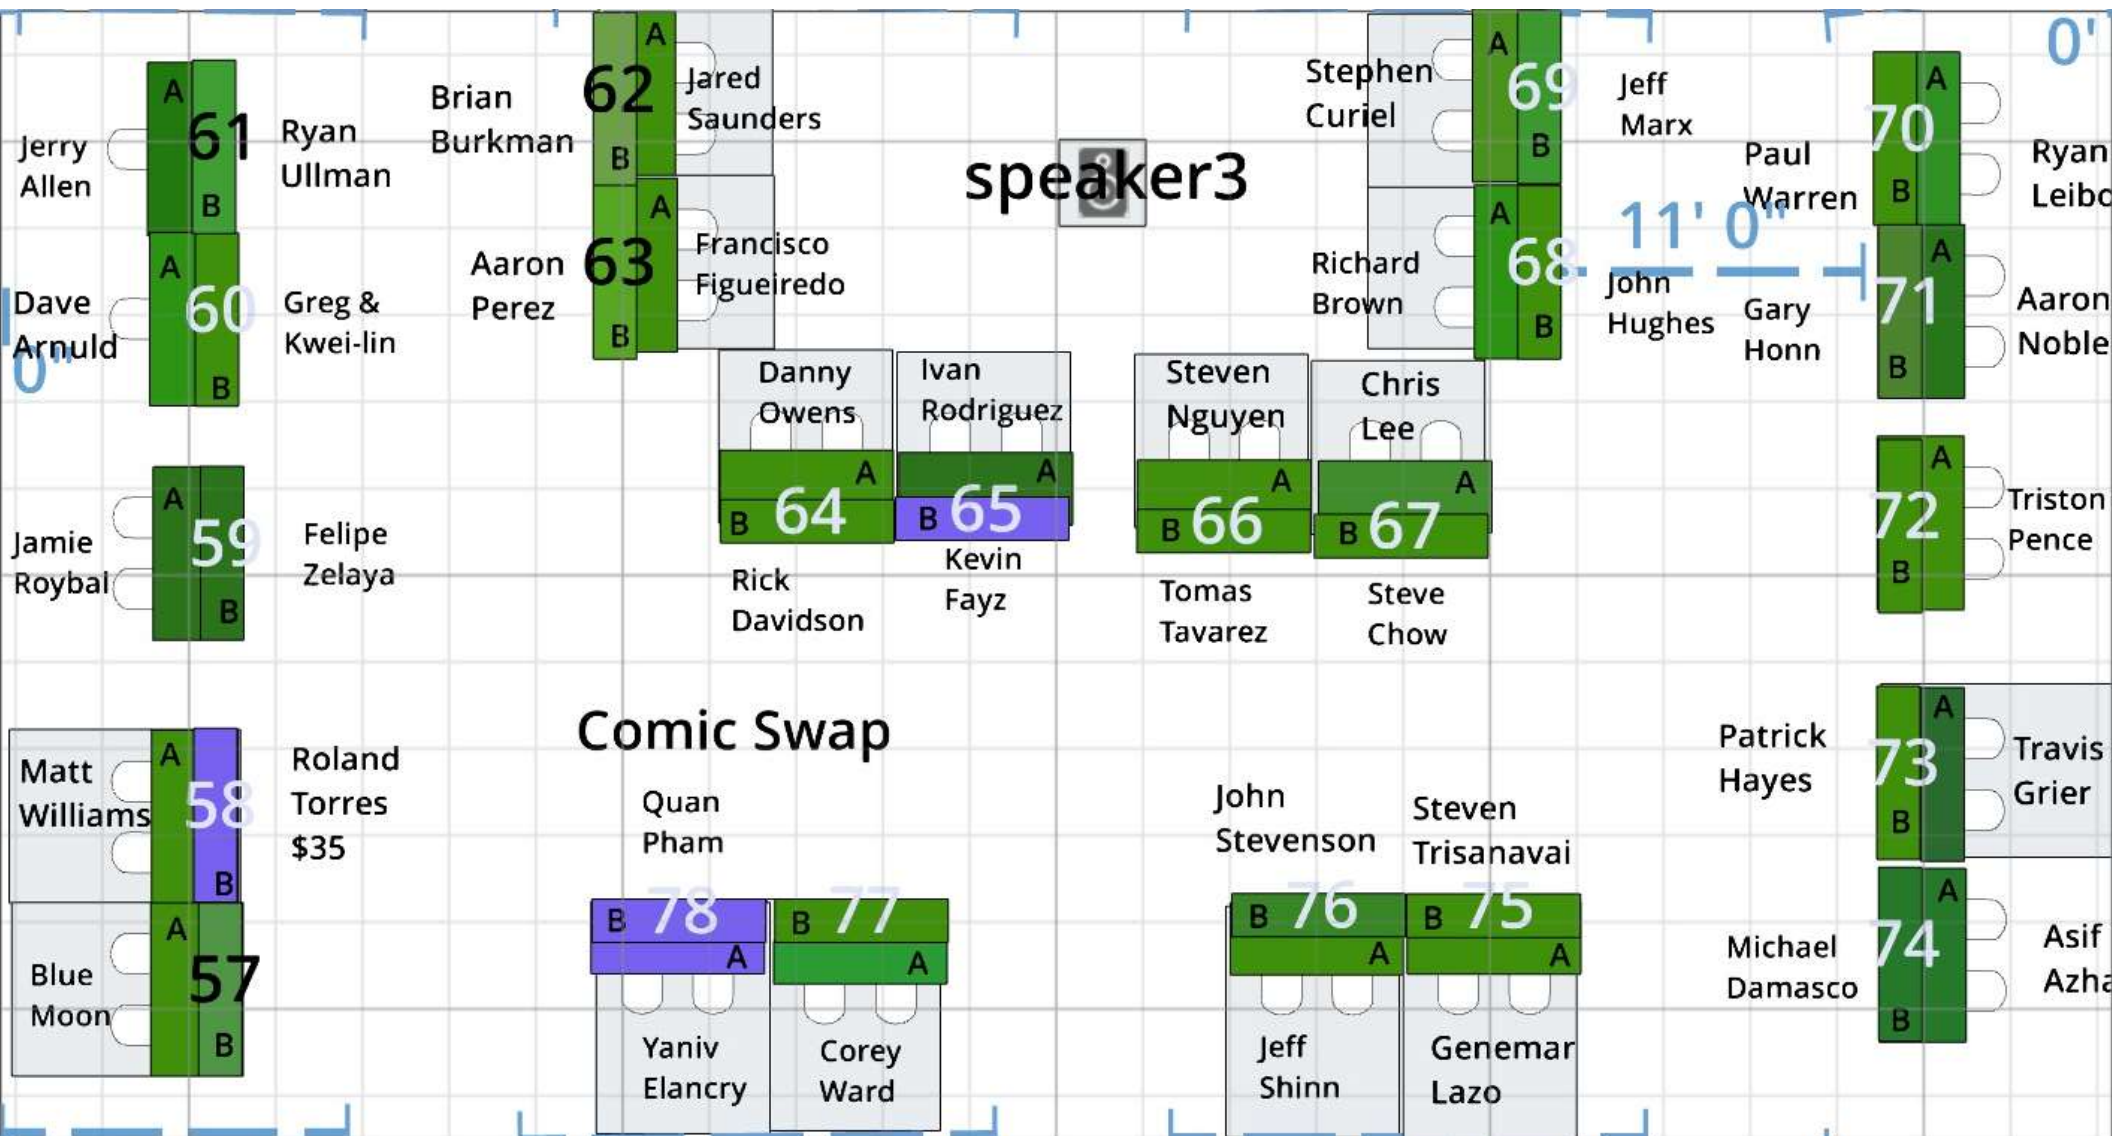 0'
A
61
B
Jerry
Allen
Ryan
Ullman
Brian
Burkman
A
62
B
Jared
Saunders
speaker3
Stephen
Curiel
A
69
B
Jeff
Marx
Paul
Warren
A
70
B
Ryan
A
60
B
Dave
Arnuld
0"
Greg &
Kwei-lin
Aaron
Perez
A
63
B
Francisco
Figueiredo
Richard
Brown
A
68
B
11' 0"
John
Hughes
Gary
Honn
A
71
B
Aaron
Noble
Danny
Owens
Ivan
Rodriguez
Steven
Nguyen
Chris
Lee
Jamie
Roybal
A
59
B
Felipe
Zelaya
A
B 64
Rick
Davidson
A
B 65
Kevin
Fayz
A
B 66
Tomas
Tavarez
A
B 67
Steve
Chow
A
72
B
Triston
Pence
Comic Swap
Matt
Williams
A
58
B
Roland
Torres
$35
Quan
Pham
John
Stevenson
Steven
Trisanavai
Patrick
Hayes
A
73
B
Travis
Grier
Blue
Moon
A
57
B
B 78
A
Yaniv
Elancry
B 77
A
Corey
Ward
B 76
A
Jeff
Shinn
B 75
A
Genemar
Lazo
Michael
Damasco
A
74
B
Asif